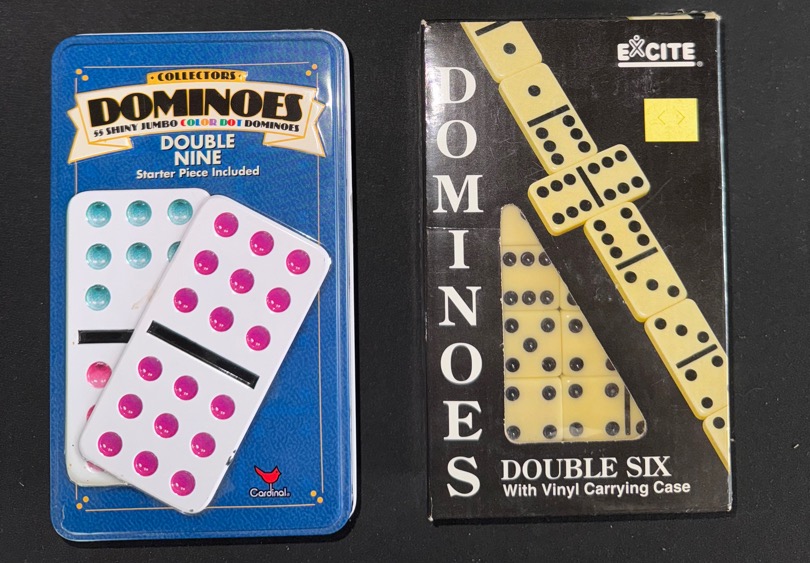 COLLECTORS
DOMINOES
55 SHINY JUMBO COLOR DOT DOMINOES
DOUBLE
NINE
Starter Piece Included
Cardinal®
EXCITE®
DOMINOES
DOUBLE SIX
With Vinyl Carrying Case